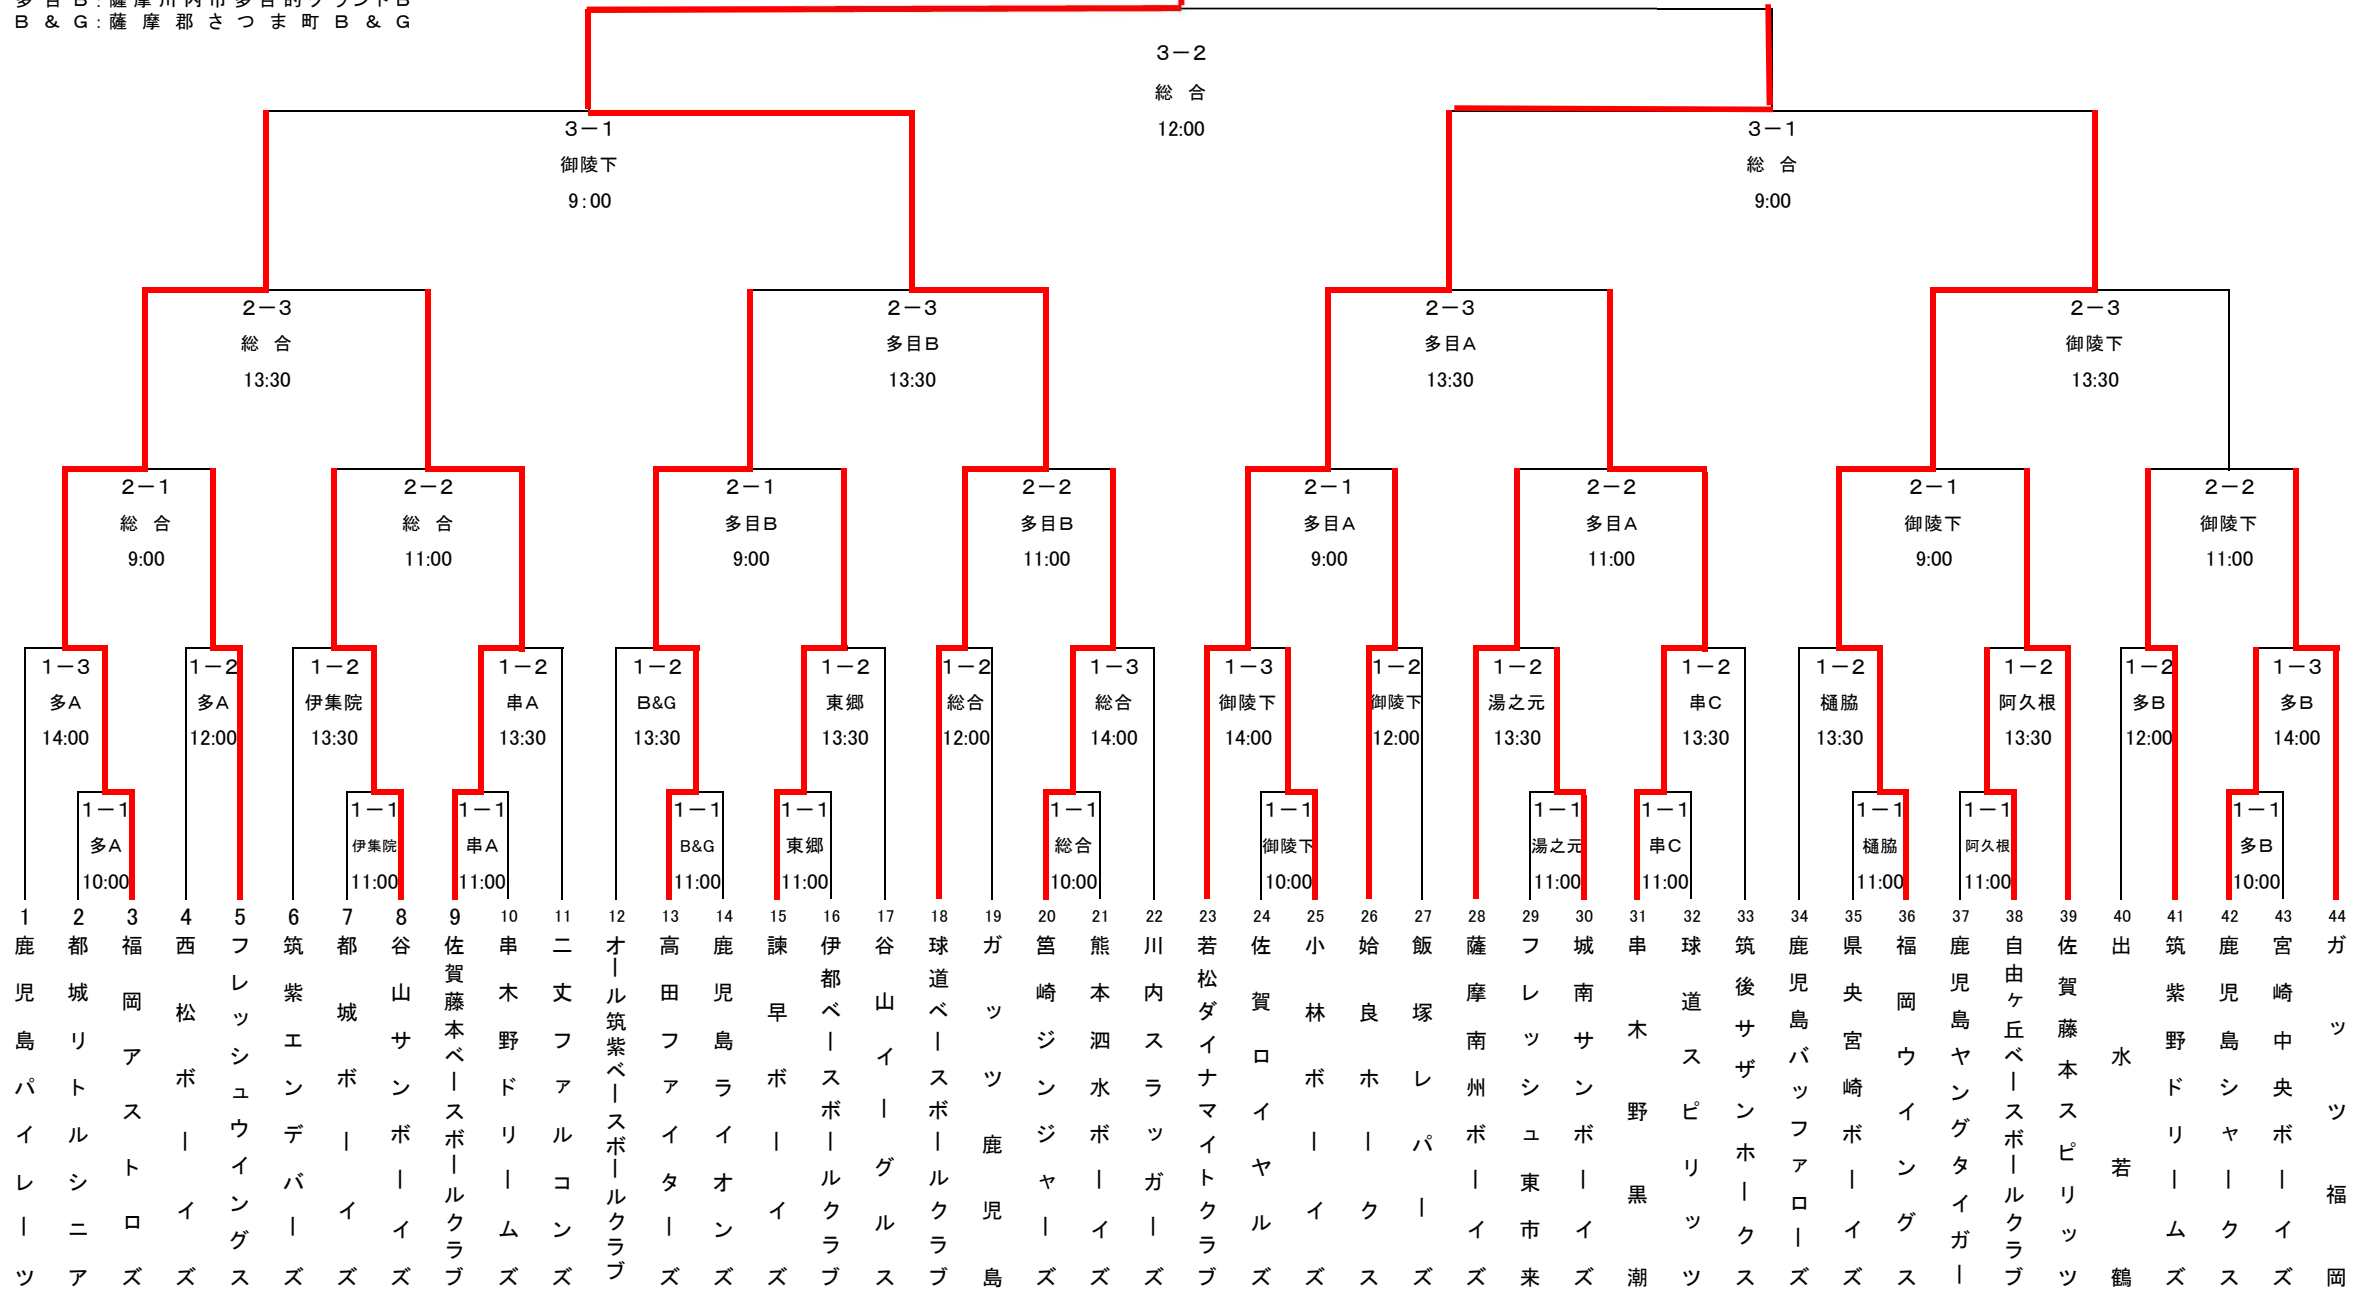 多目B:薩摩川内市多目的グランドB
B&G:薩摩郡さつま町B&G
3－2
総合
12:00
3－1
御陵下
9:00
3－1
総合
9:00
2－3
総合
13:30
2－3
多目B
13:30
2－3
多目A
13:30
2－3
御陵下
13:30
2－1
総合
9:00
2－2
総合
11:00
2－1
多目B
9:00
2－2
多目B
11:00
2－1
多目A
9:00
2－2
多目A
11:00
2－1
御陵下
9:00
2－2
御陵下
11:00
1－3
多A
14:00
1－2
多A
12:00
1－2
伊集院
13:30
1－2
串A
13:30
1－2
B&G
13:30
1－2
東郷
13:30
1－2
総合
12:00
1－3
総合
14:00
1－3
御陵下
14:00
1－2
御陵下
12:00
1－2
湯之元
13:30
1－2
串C
13:30
1－2
樋脇
13:30
1－2
阿久根
13:30
1－2
多B
12:00
1－3
多B
14:00
1－1
多A
10:00
1－1
伊集院
11:00
1－1
串A
11:00
1－1
B&G
11:00
1－1
東郷
11:00
1－1
総合
10:00
1－1
御陵下
10:00
1－1
湯之元
11:00
1－1
串C
11:00
1－1
樋脇
11:00
1－1
阿久根
11:00
1－1
多B
10:00
1 鹿児島パイレーツ
2 都城リトルシニア
3 福岡アストロズ
4 西松ボーイズ
5 フレッシュウイングス
6 筑紫エンデバーズ
7 都城ボーイズ
8 谷山サンボーイズ
9 佐賀藤本ベースボールクラブ
10 串木野ドリームズ
11 二丈ファルコンズ
12 オール筑紫ベースボールクラブ
13 高田ファイターズ
14 鹿児島ライオンズ
15 諫早ボーイズ
16 伊都ベースボールクラブ
17 谷山イーグルス
18 球道ベースボールクラブ
19 ガッツ鹿児島
20 筥崎ジンジャーズ
21 熊本泗水ボーイズ
22 川内スラッガーズ
23 若松ダイナマイトクラブ
24 佐賀ロイヤルズ
25 小林ボーイズ
26 姶良ホークス
27 飯塚レパーズ
28 薩摩南州ボーイズ
29 フレッシュ東市来
30 城南サンボーイズ
31 串木野黒潮
32 球道スピリッツ
33 筑後サザンホークス
34 鹿児島バッファローズ
35 県央宮崎ボーイズ
36 福岡ウイングス
37 鹿児島ヤングタイガー
38 自由ヶ丘ベースボールクラブ
39 佐賀藤本スピリッツ
40 出水若鶴
41 筑紫野ドリームズ
42 鹿児島シャークス
43 宮崎中央ボーイズ
44 ガッツ福岡